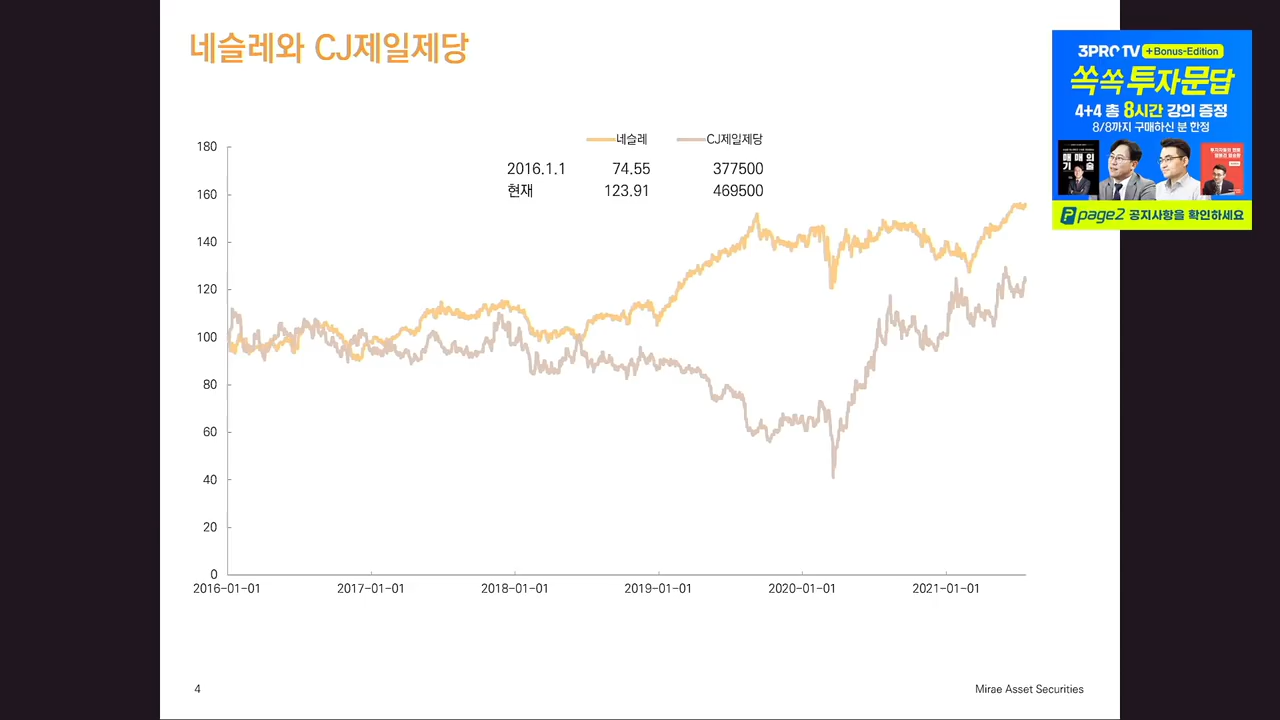 네슬레와 CJ제일제당
3PRO TV +Bonus-Edition
쏙쏙 투자문답
4+4 총 8시간 강의 증정
8/8까지 구매하신 분 한정
매매의
기술
page2 공지사항을 확인하세요
네슬레 CJ제일제당
2016.1.1 74.55 377500
현재 123.91 469500
180
160
140
120
100
80
60
40
20
0
2016-01-01 2017-01-01 2018-01-01 2019-01-01 2020-01-01 2021-01-01
4
Mirae Asset Securities